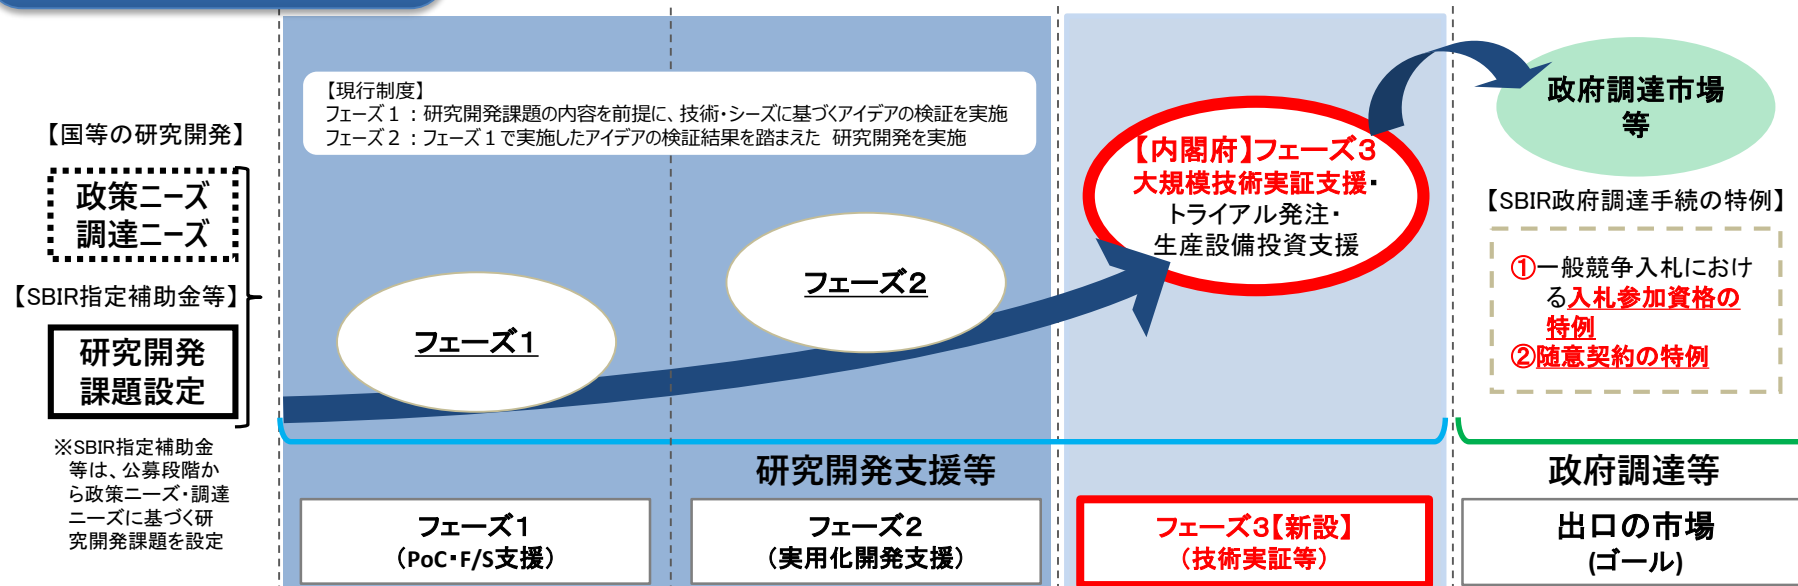 【国等の研究開発】
政策ニーズ
調達ニーズ
【SBIR指定補助金等】
研究開発
課題設定
※SBIR指定補助金
等は、公募段階か
ら政策ニーズ・調達
ニーズに基づく研
究開発課題を設定
【現行制度】
フェーズ１：研究開発課題の内容を前提に、技術・シーズに基づくアイデアの検証を実施
フェーズ２：フェーズ１で実施したアイデアの検証結果を踏まえた 研究開発を実施
フェーズ１
フェーズ２
【内閣府】フェーズ３
大規模技術実証支援・
トライアル発注・
生産設備投資支援
政府調達市場
等
【SBIR政府調達手続の特例】
①一般競争入札におけ
る入札参加資格の
特例
②随意契約の特例
研究開発支援等
政府調達等
フェーズ１
（PoC・F/S支援）
フェーズ２
（実用化開発支援）
フェーズ３【新設】
（技術実証等）
出口の市場
(ゴール)